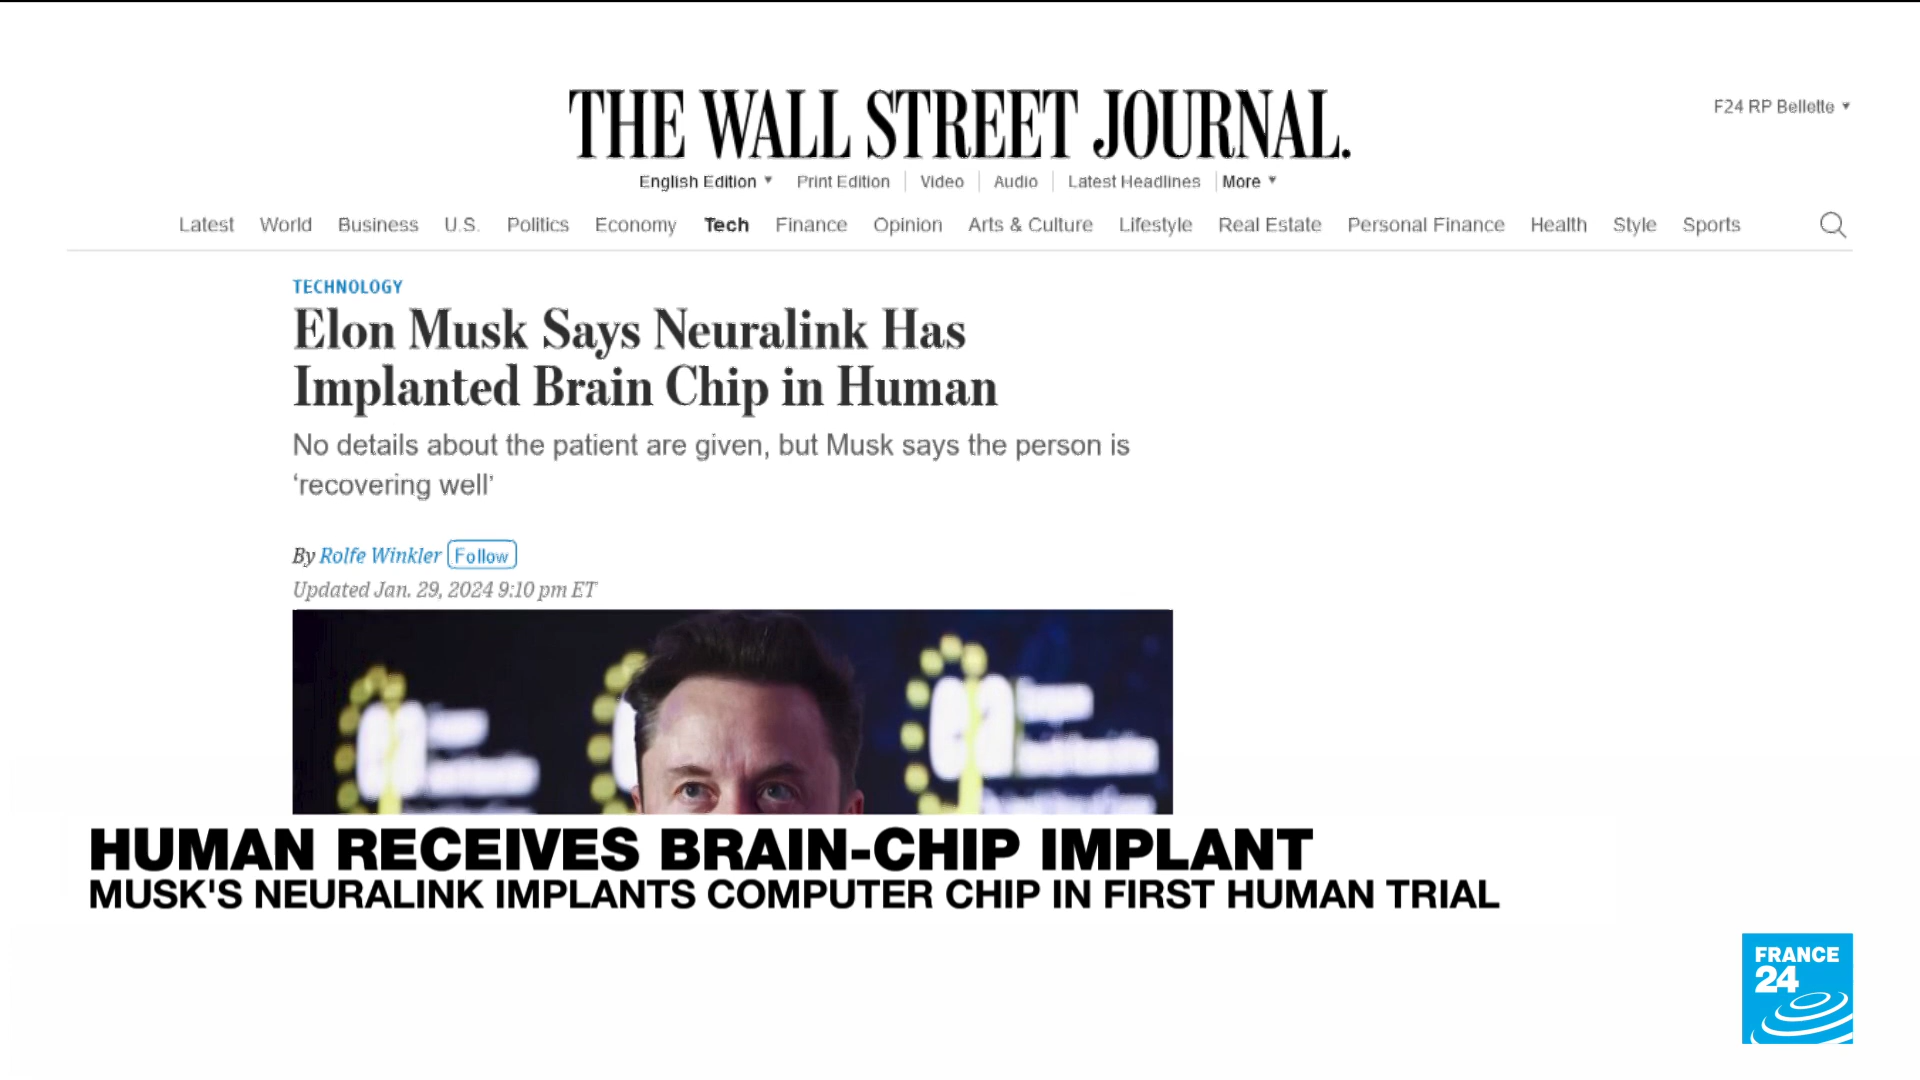 THE WALL STREET JOURNAL.
F24 RP Bellette
English Edition Print Edition Video Audio Latest Headlines More
Latest World Business U.S. Politics Economy Tech Finance Opinion Arts & Culture Lifestyle Real Estate Personal Finance Health Style Sports
TECHNOLOGY
Elon Musk Says Neuralink Has
Implanted Brain Chip in Human
No details about the patient are given, but Musk says the person is
‘recovering well’
By Rolfe Winkler Follow
Updated Jan. 29, 2024 9:10 pm ET
HUMAN RECEIVES BRAIN-CHIP IMPLANT
MUSK'S NEURALINK IMPLANTS COMPUTER CHIP IN FIRST HUMAN TRIAL
FRANCE
24